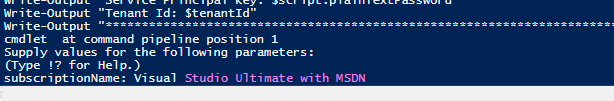 Write-Output "Service Principal key: $script:plainTextPassword"
Write-Output "Tenant Id: $tenantId"
Write-Output "*****************************************************************************
cmdlet  at command pipeline position 1
Supply values for the following parameters:
(Type !? for Help.)
subscriptionName: Visual Studio Ultimate with MSDN